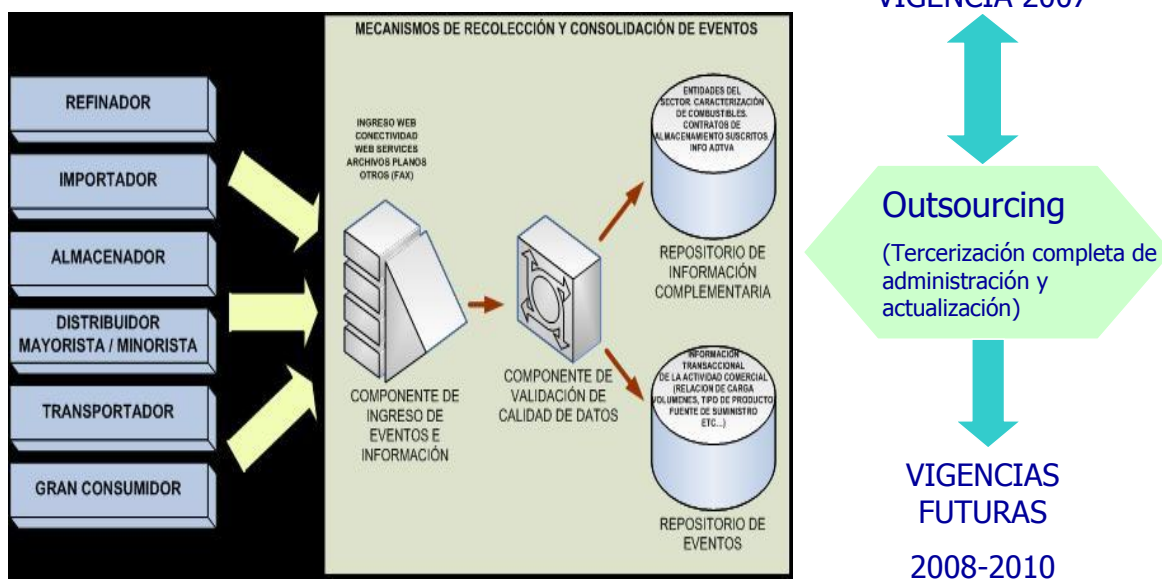 MECANISMOS DE RECOLECCIÓN Y CONSOLIDACIÓN DE EVENTOS
REFINADOR
IMPORTADOR
ALMACENADOR
DISTRIBUIDOR
MAYORISTA / MINORISTA
TRANSPORTADOR
GRAN CONSUMIDOR
INGRESO WEB
CONECTIVIDAD
WEB SERVICES
ARCHIVOS PLANOS
OTROS (FAX)
COMPONENTE DE
INGRESO DE
EVENTOS E
INFORMACIÓN
COMPONENTE DE
VALIDACIÓN DE
CALIDAD DE DATOS
ENTIDADES DEL
SECTOR. CARACTERIZACIÓN
DE COMBUSTIBLES.
CONTRATOS DE
ALMACENAMIENTO SUSCRITOS
INFO ADTVA
REPOSITORIO DE
INFORMACIÓN
COMPLEMENTARIA
INFORMACIÓN
TRANSACCIONAL
DE LA ACTIVIDAD COMERCIAL
(RELACION DE CARGA
VOLUMENES, TIPO DE PRODUCTO
FUENTE DE SUMINISTRO
ETC...)
REPOSITORIO DE
EVENTOS
VIGENCIA 2007
Outsourcing
(Tercerización completa de
administración y
actualización)
VIGENCIAS
FUTURAS
2008-2010